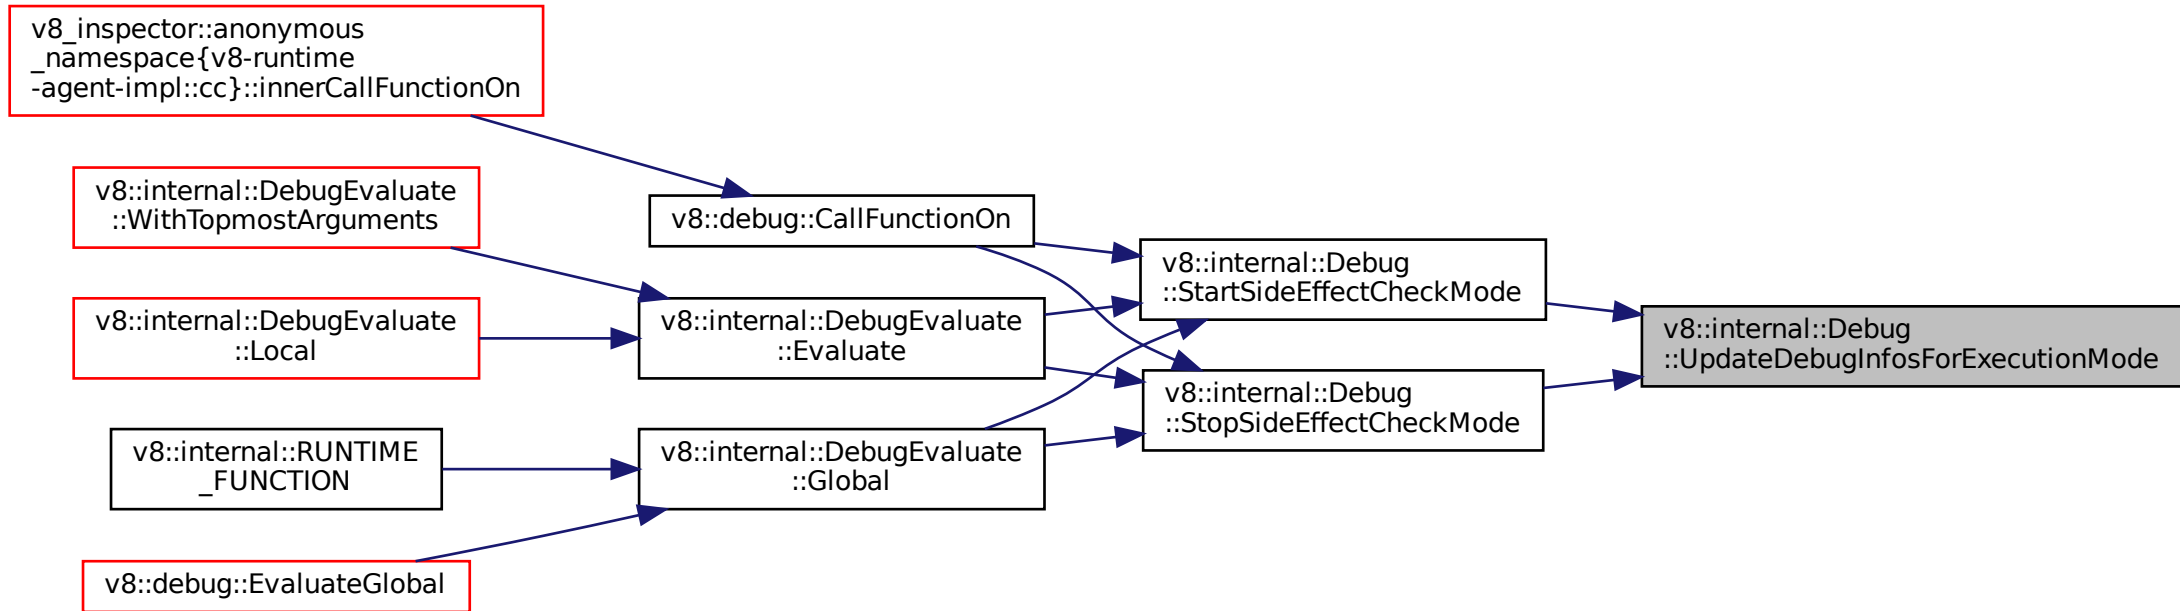 v8_inspector::anonymous
_namespace{v8-runtime
-agent-impl::cc}::innerCallFunctionOn
v8::internal::DebugEvaluate
::WithTopmostArguments
v8::internal::DebugEvaluate
::Local
v8::internal::RUNTIME
_FUNCTION
v8::debug::EvaluateGlobal
v8::debug::CallFunctionOn
v8::internal::DebugEvaluate
::Evaluate
v8::internal::DebugEvaluate
::Global
v8::internal::Debug
::StartSideEffectCheckMode
v8::internal::Debug
::StopSideEffectCheckMode
v8::internal::Debug
::UpdateDebugInfosForExecutionMode